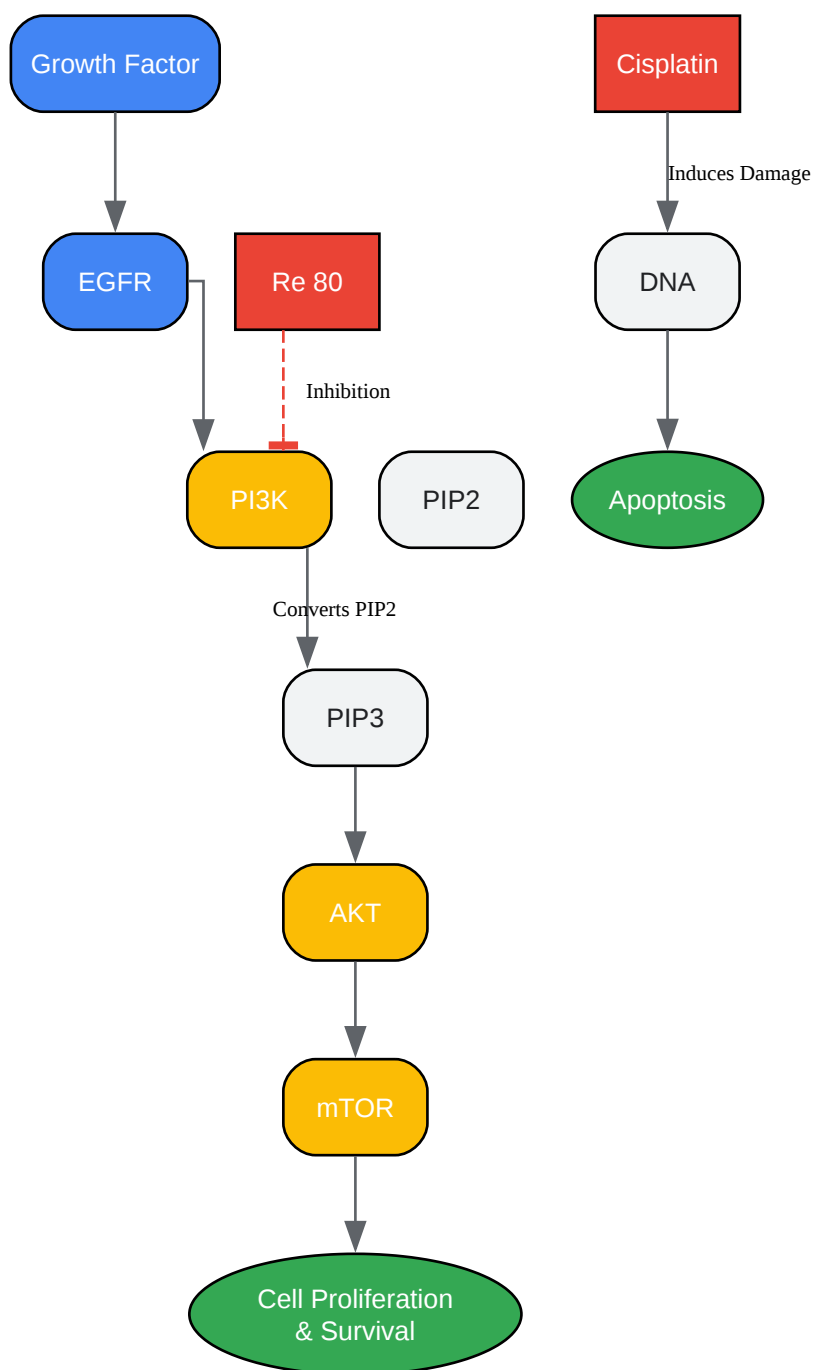 Growth Factor
Cisplatin
Induces Damage
EGFR
Re 80
DNA
Inhibition
PI3K
PIP2
Apoptosis
Converts PIP2
PIP3
AKT
mTOR
Cell Proliferation
& Survival